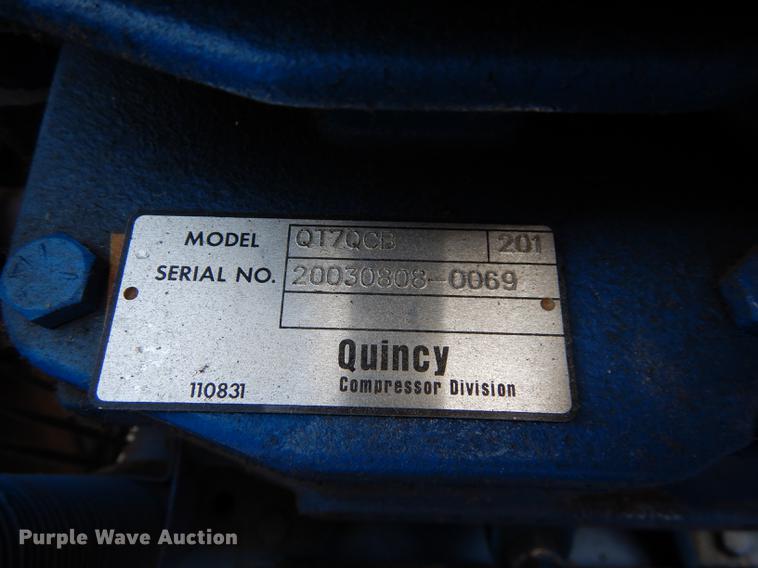 MODEL QT7QCB 201
SERIAL NO. 20030808-0069
Quincy
Compressor Division
110831
Purple Wave Auction